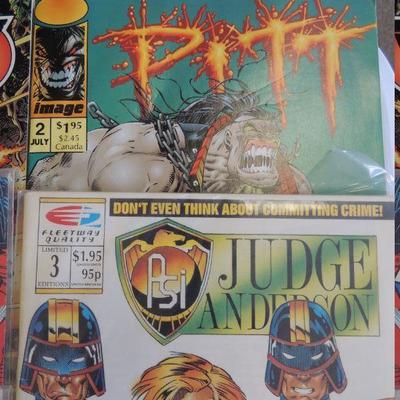 PITT
image
2
JULY
$1.95
$2.45
Canada
DON'T EVEN THINK ABOUT COMMITTING CRIME!
FLEETWAY
QUALITY
LIMITED
3
EDITIONS
$1.95
95p
Psi
JUDGE
ANDERSON